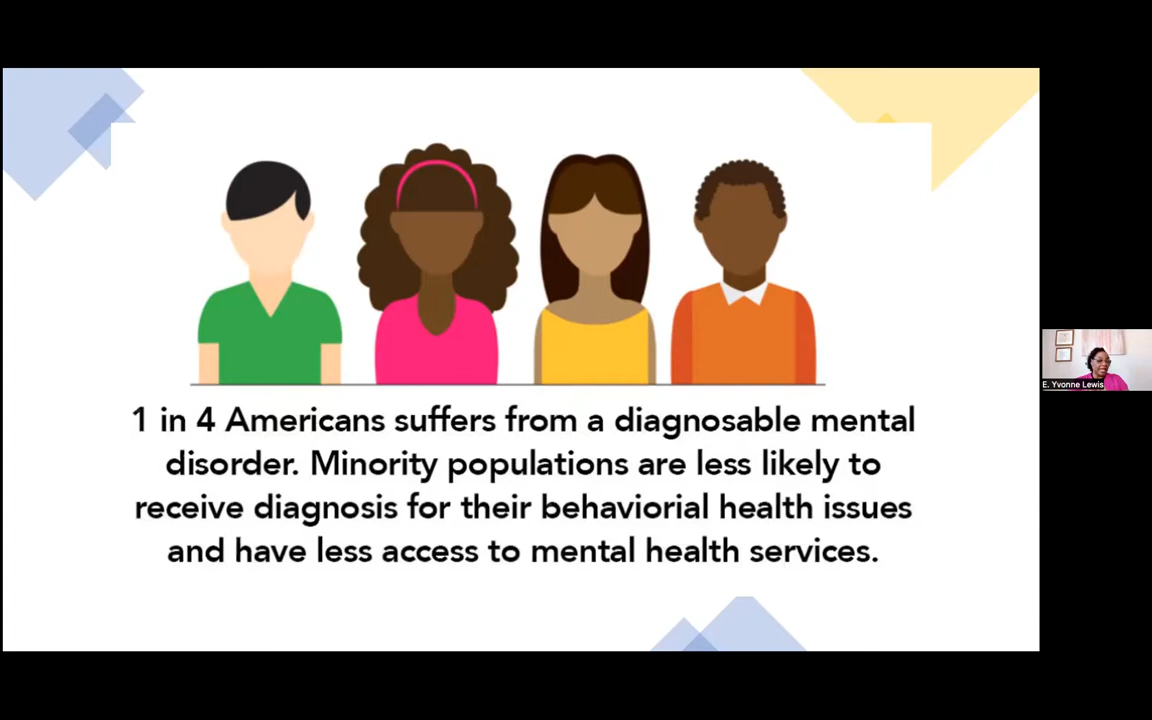 1 in 4 Americans suffers from a diagnosable mental
disorder. Minority populations are less likely to
receive diagnosis for their behaviorial health issues
and have less access to mental health services.
E. Yvonne Lewis